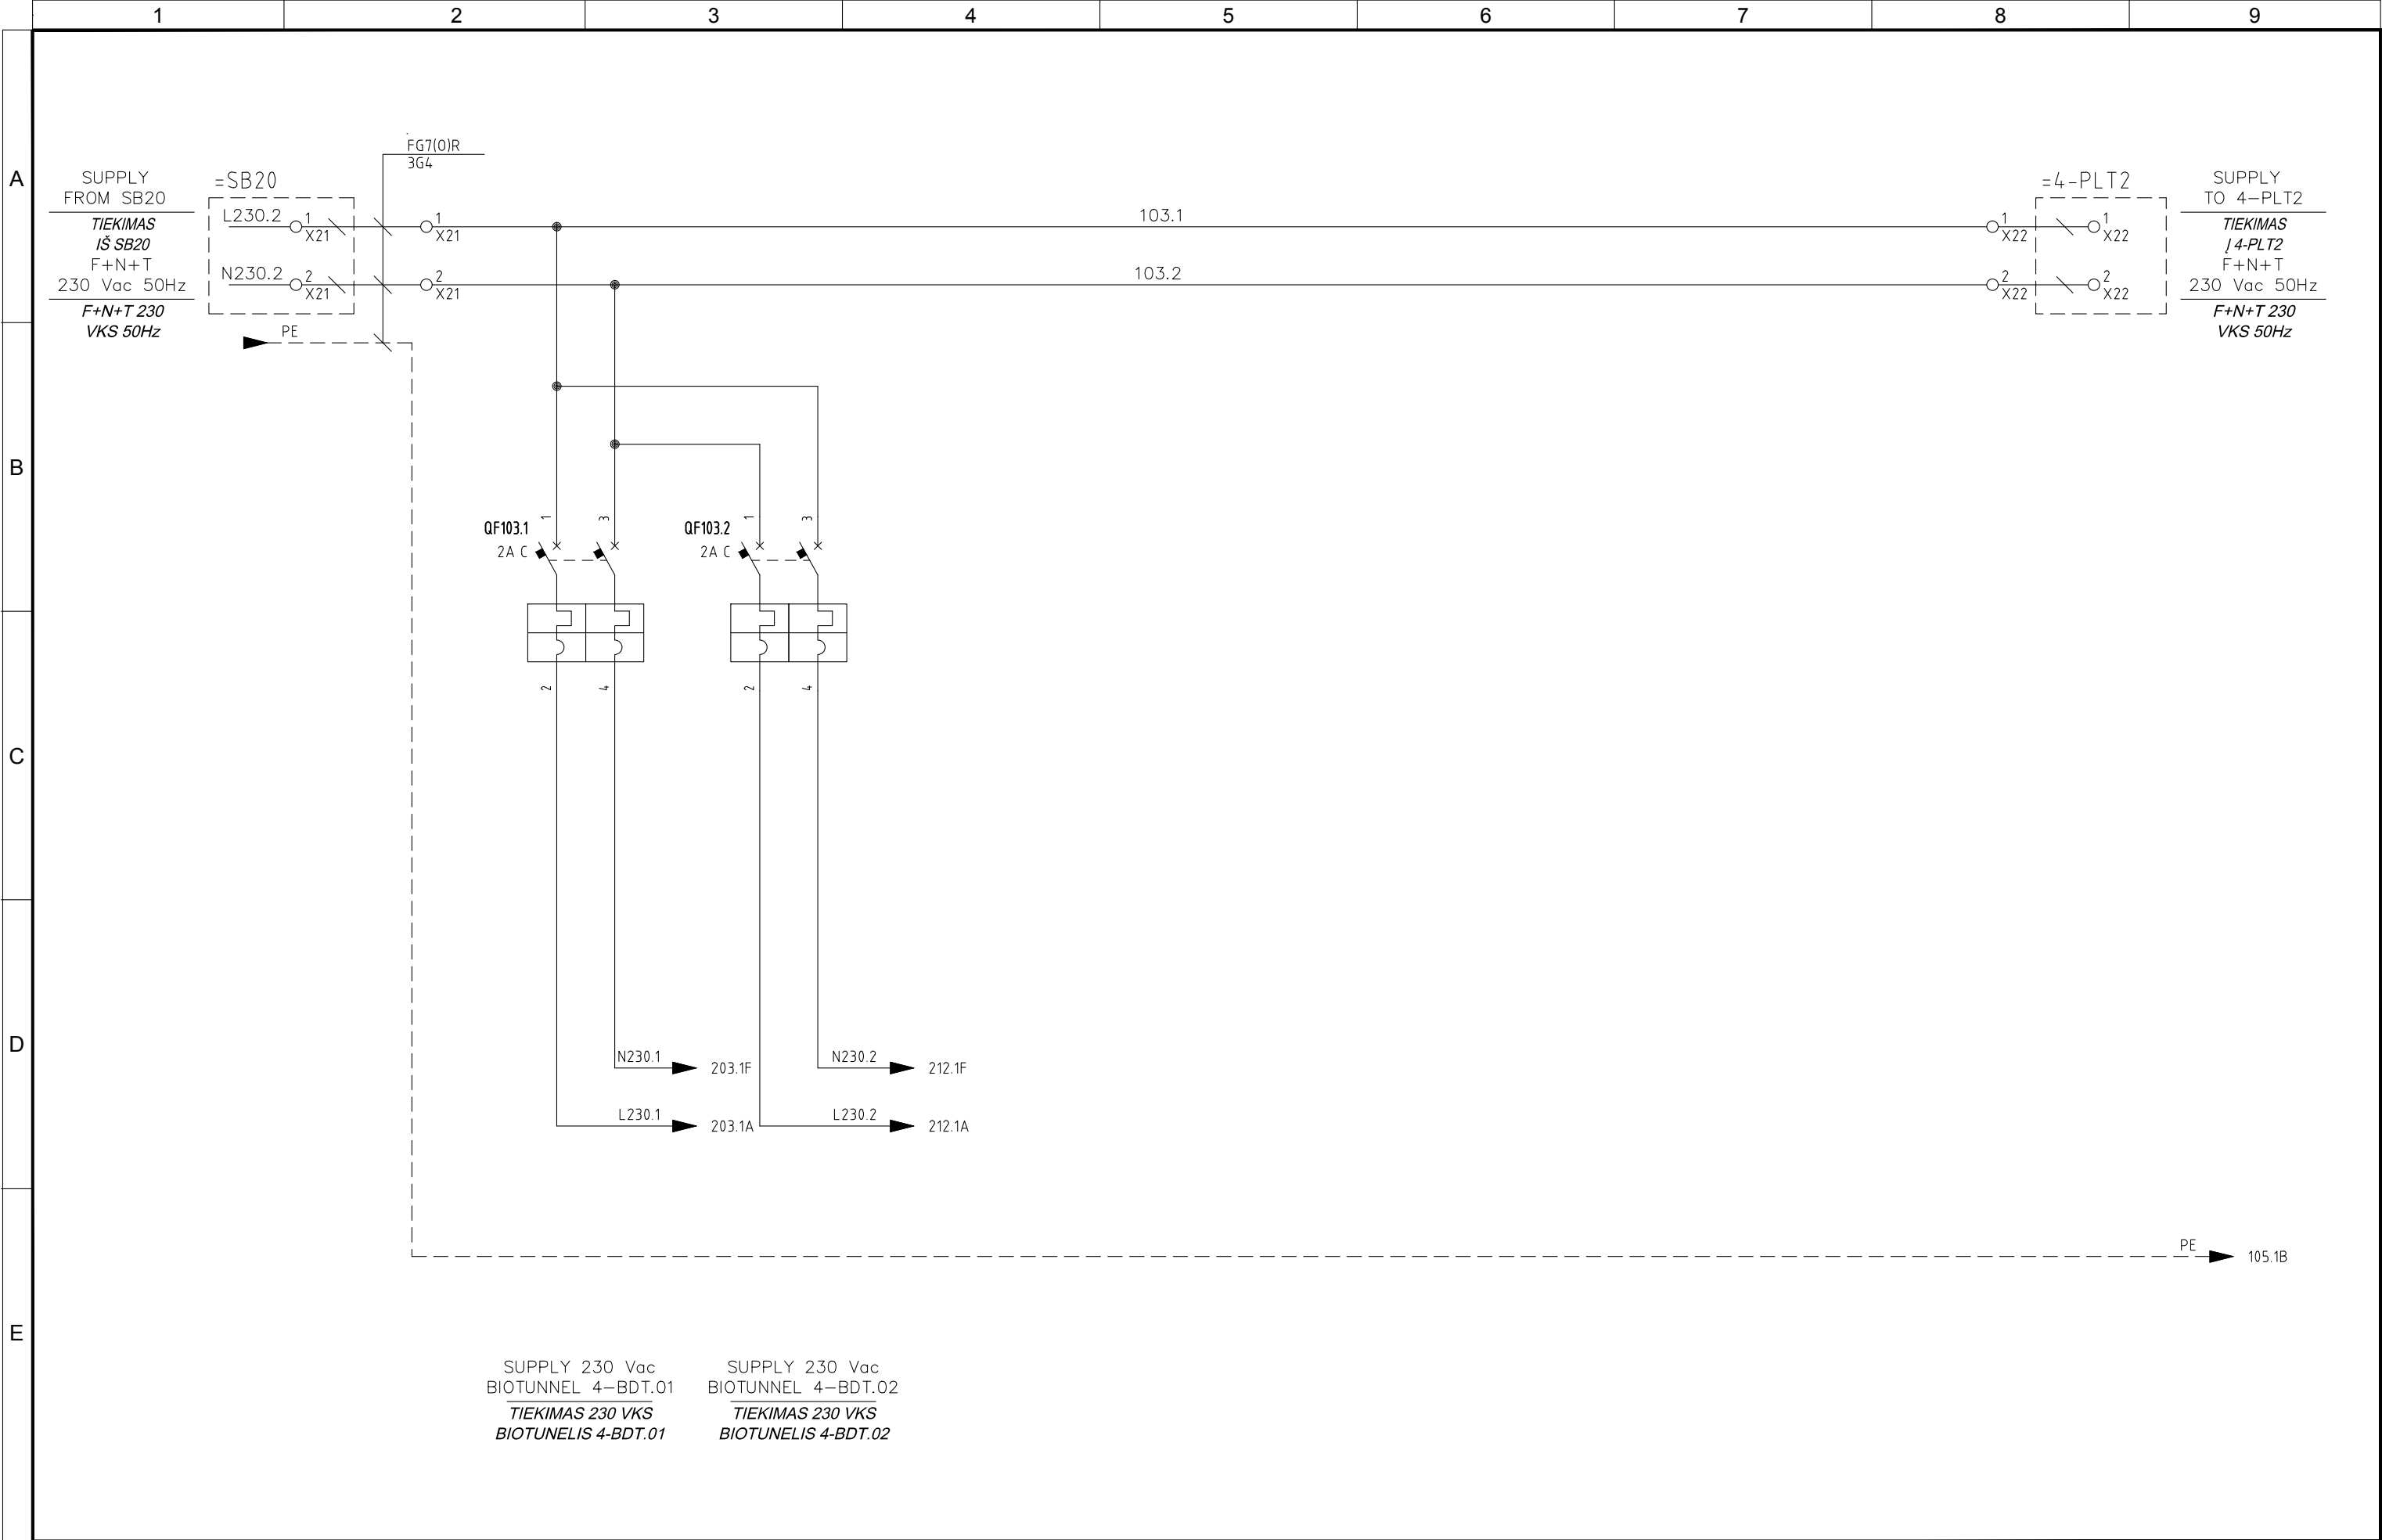 1 2 3 4 5 6 7 8 9
A
B
C
D
E
SUPPLY
FROM SB20
TIEKIMAS
IŠ SB20
F+N+T
230 Vac 50Hz
F+N+T 230
VKS 50Hz
=SB20
L230.2
1
X21
N230.2
2
X21
PE
FG7(O)R
3G4
1
X21
2
X21
103.1
103.2
1
X22
2
X22
=4-PLT2
1
X22
2
X22
SUPPLY
TO 4-PLT2
TIEKIMAS
Į 4-PLT2
F+N+T
230 Vac 50Hz
F+N+T 230
VKS 50Hz
QF103.1
2A C
1 3
2 4
QF103.2
2A C
1 3
2 4
N230.1 203.1F
L230.1 203.1A
N230.2 212.1F
L230.2 212.1A
PE 105.1B
SUPPLY 230 Vac
BIOTUNNEL 4-BDT.01
TIEKIMAS 230 VKS
BIOTUNELIS 4-BDT.01
SUPPLY 230 Vac
BIOTUNNEL 4-BDT.02
TIEKIMAS 230 VKS
BIOTUNELIS 4-BDT.02